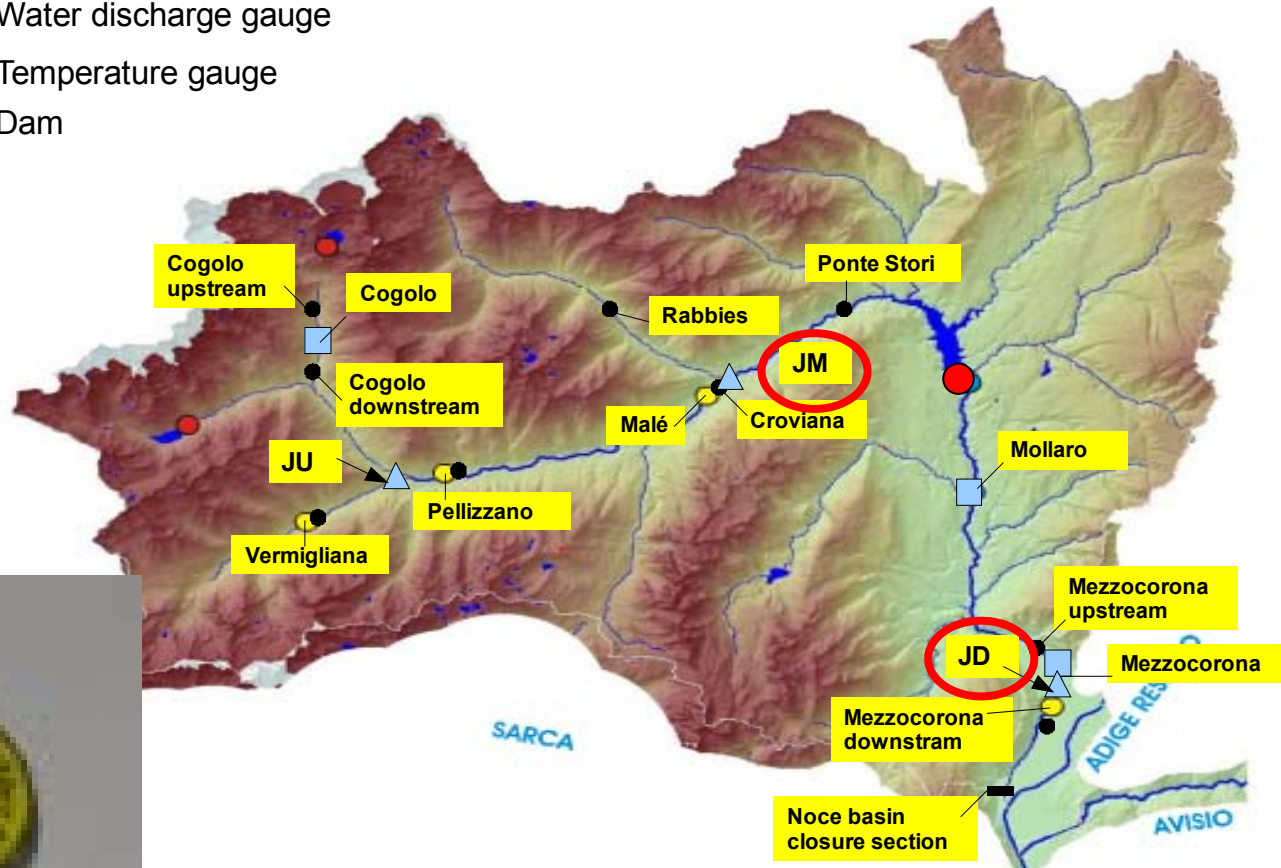 Water discharge gauge
Temperature gauge
Dam
Cogolo
upstream
Cogolo
Ponte Stori
Rabbies
JM
Cogolo
downstream
Malé
Croviana
JU
Mollaro
Pellizzano
Vermigliana
Mezzocorona
upstream
JD
Mezzocorona
Mezzocorona
downstram
SARCA
ADIGE RES
O
Noce basin
closure section
AVISIO